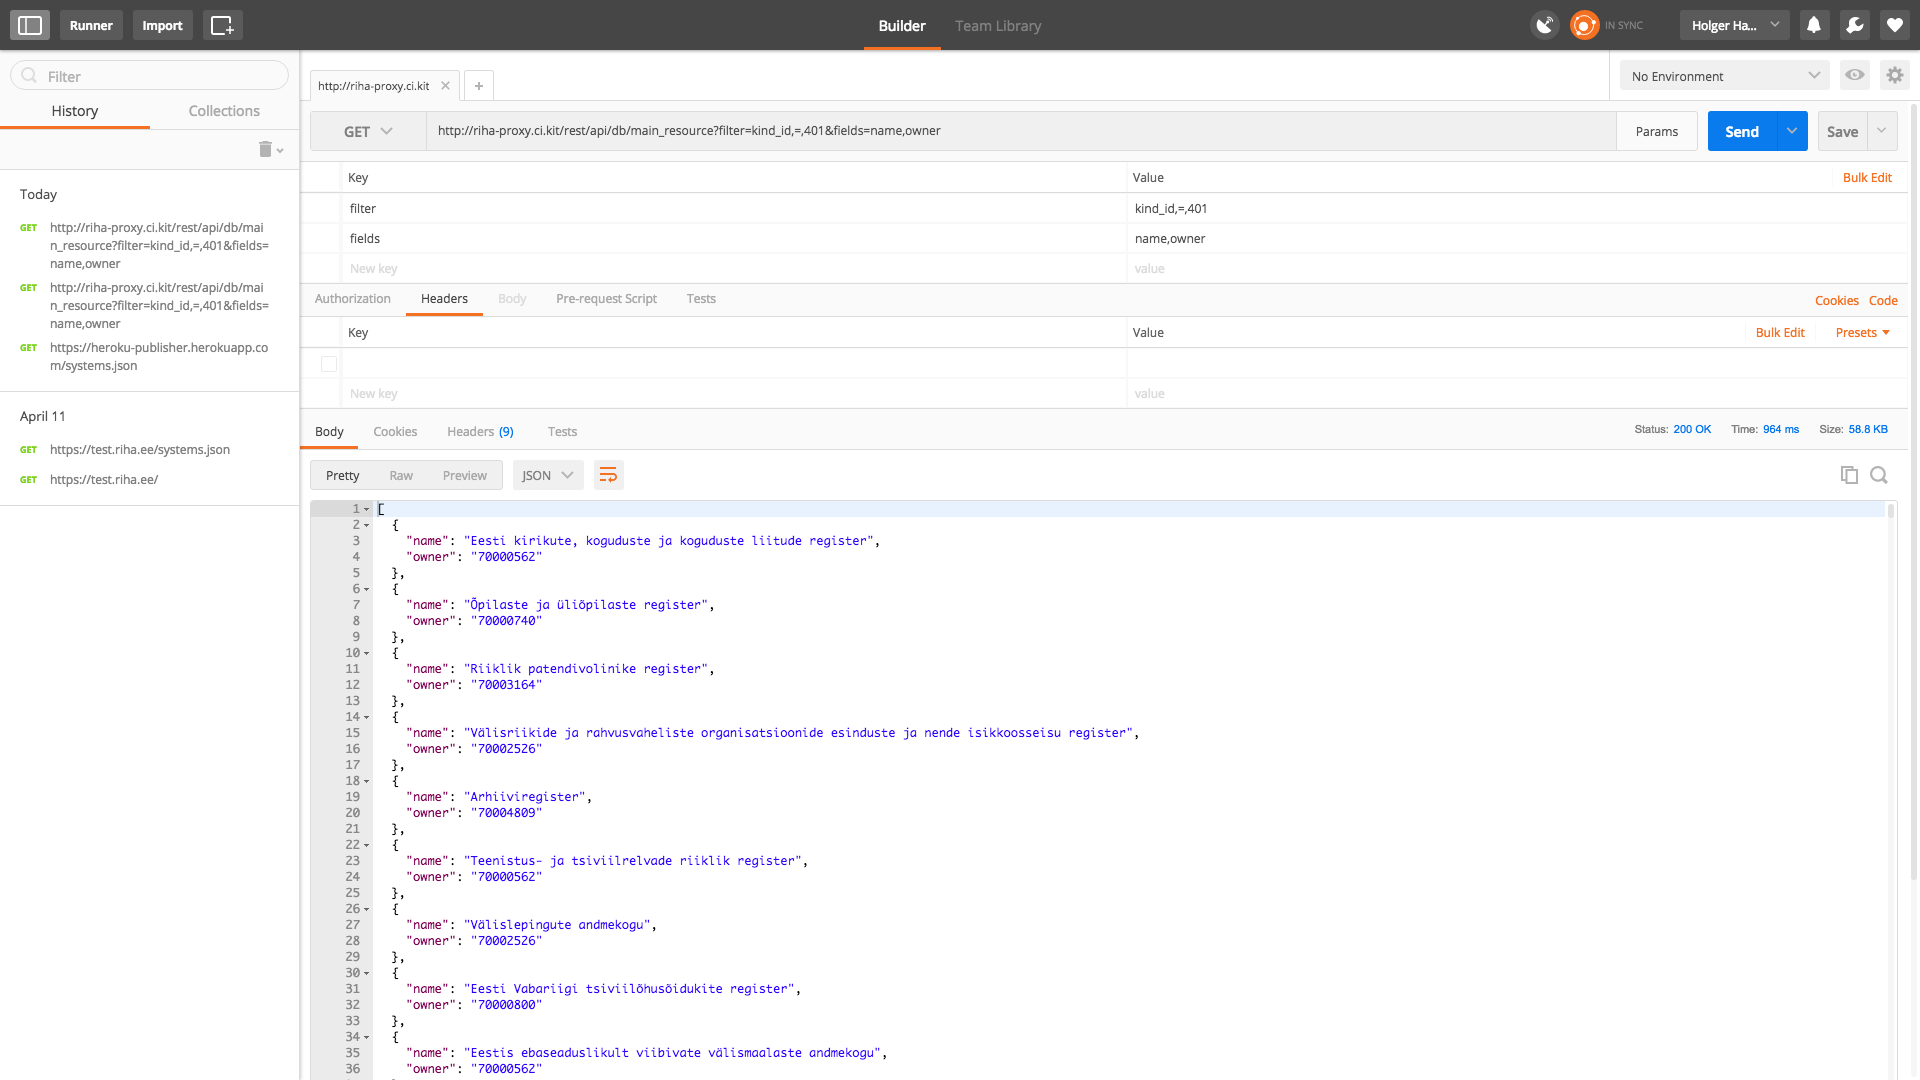 Runner Import Builder Team Library IN SYNC Holger Ha...
Filter
History Collections
Today
GET http://riha-proxy.ci.kit/rest/api/db/mai
n_resource?filter=kind_id,=,401&fields=
name,owner
GET http://riha-proxy.ci.kit/rest/api/db/mai
n_resource?filter=kind_id,=,401&fields=
name,owner
GET https://heroku-publisher.herokuapp.co
m/systems.json
April 11
GET https://test.riha.ee/systems.json
GET https://test.riha.ee/
http://riha-proxy.ci.kit
No Environment
GET http://riha-proxy.ci.kit/rest/api/db/main_resource?filter=kind_id,=,401&fields=name,owner Params Send Save
Key Value Bulk Edit
filter kind_id,=,401
fields name,owner
New key value
Authorization Headers Body Pre-request Script Tests Cookies Code
Key Value Bulk Edit Presets
New key value
Body Cookies Headers (9) Tests Status: 200 OK Time: 964 ms Size: 58.8 KB
Pretty Raw Preview JSON
1 [
2 {
3 "name": "Eesti kirikute, koguduste ja koguduste liitude register",
4 "owner": "70000562"
5 },
6 {
7 "name": "Õpilaste ja üliõpilaste register",
8 "owner": "70000740"
9 },
10 {
11 "name": "Riiklik patendivolinike register",
12 "owner": "70003164"
13 },
14 {
15 "name": "Välisriikide ja rahvusvaheliste organisatsioonide esinduste ja nende isikkoosseisu register",
16 "owner": "70002526"
17 },
18 {
19 "name": "Arhiiviregister",
20 "owner": "70004809"
21 },
22 {
23 "name": "Teenistus- ja tsiviilrelvade riiklik register",
24 "owner": "70000562"
25 },
26 {
27 "name": "Välislepingute andmekogu",
28 "owner": "70002526"
29 },
30 {
31 "name": "Eesti Vabariigi tsiviilõhusõidukite register",
32 "owner": "70000800"
33 },
34 {
35 "name": "Eestis ebaseaduslikult viibivate välismaalaste andmekogu",
36 "owner": "70000562"